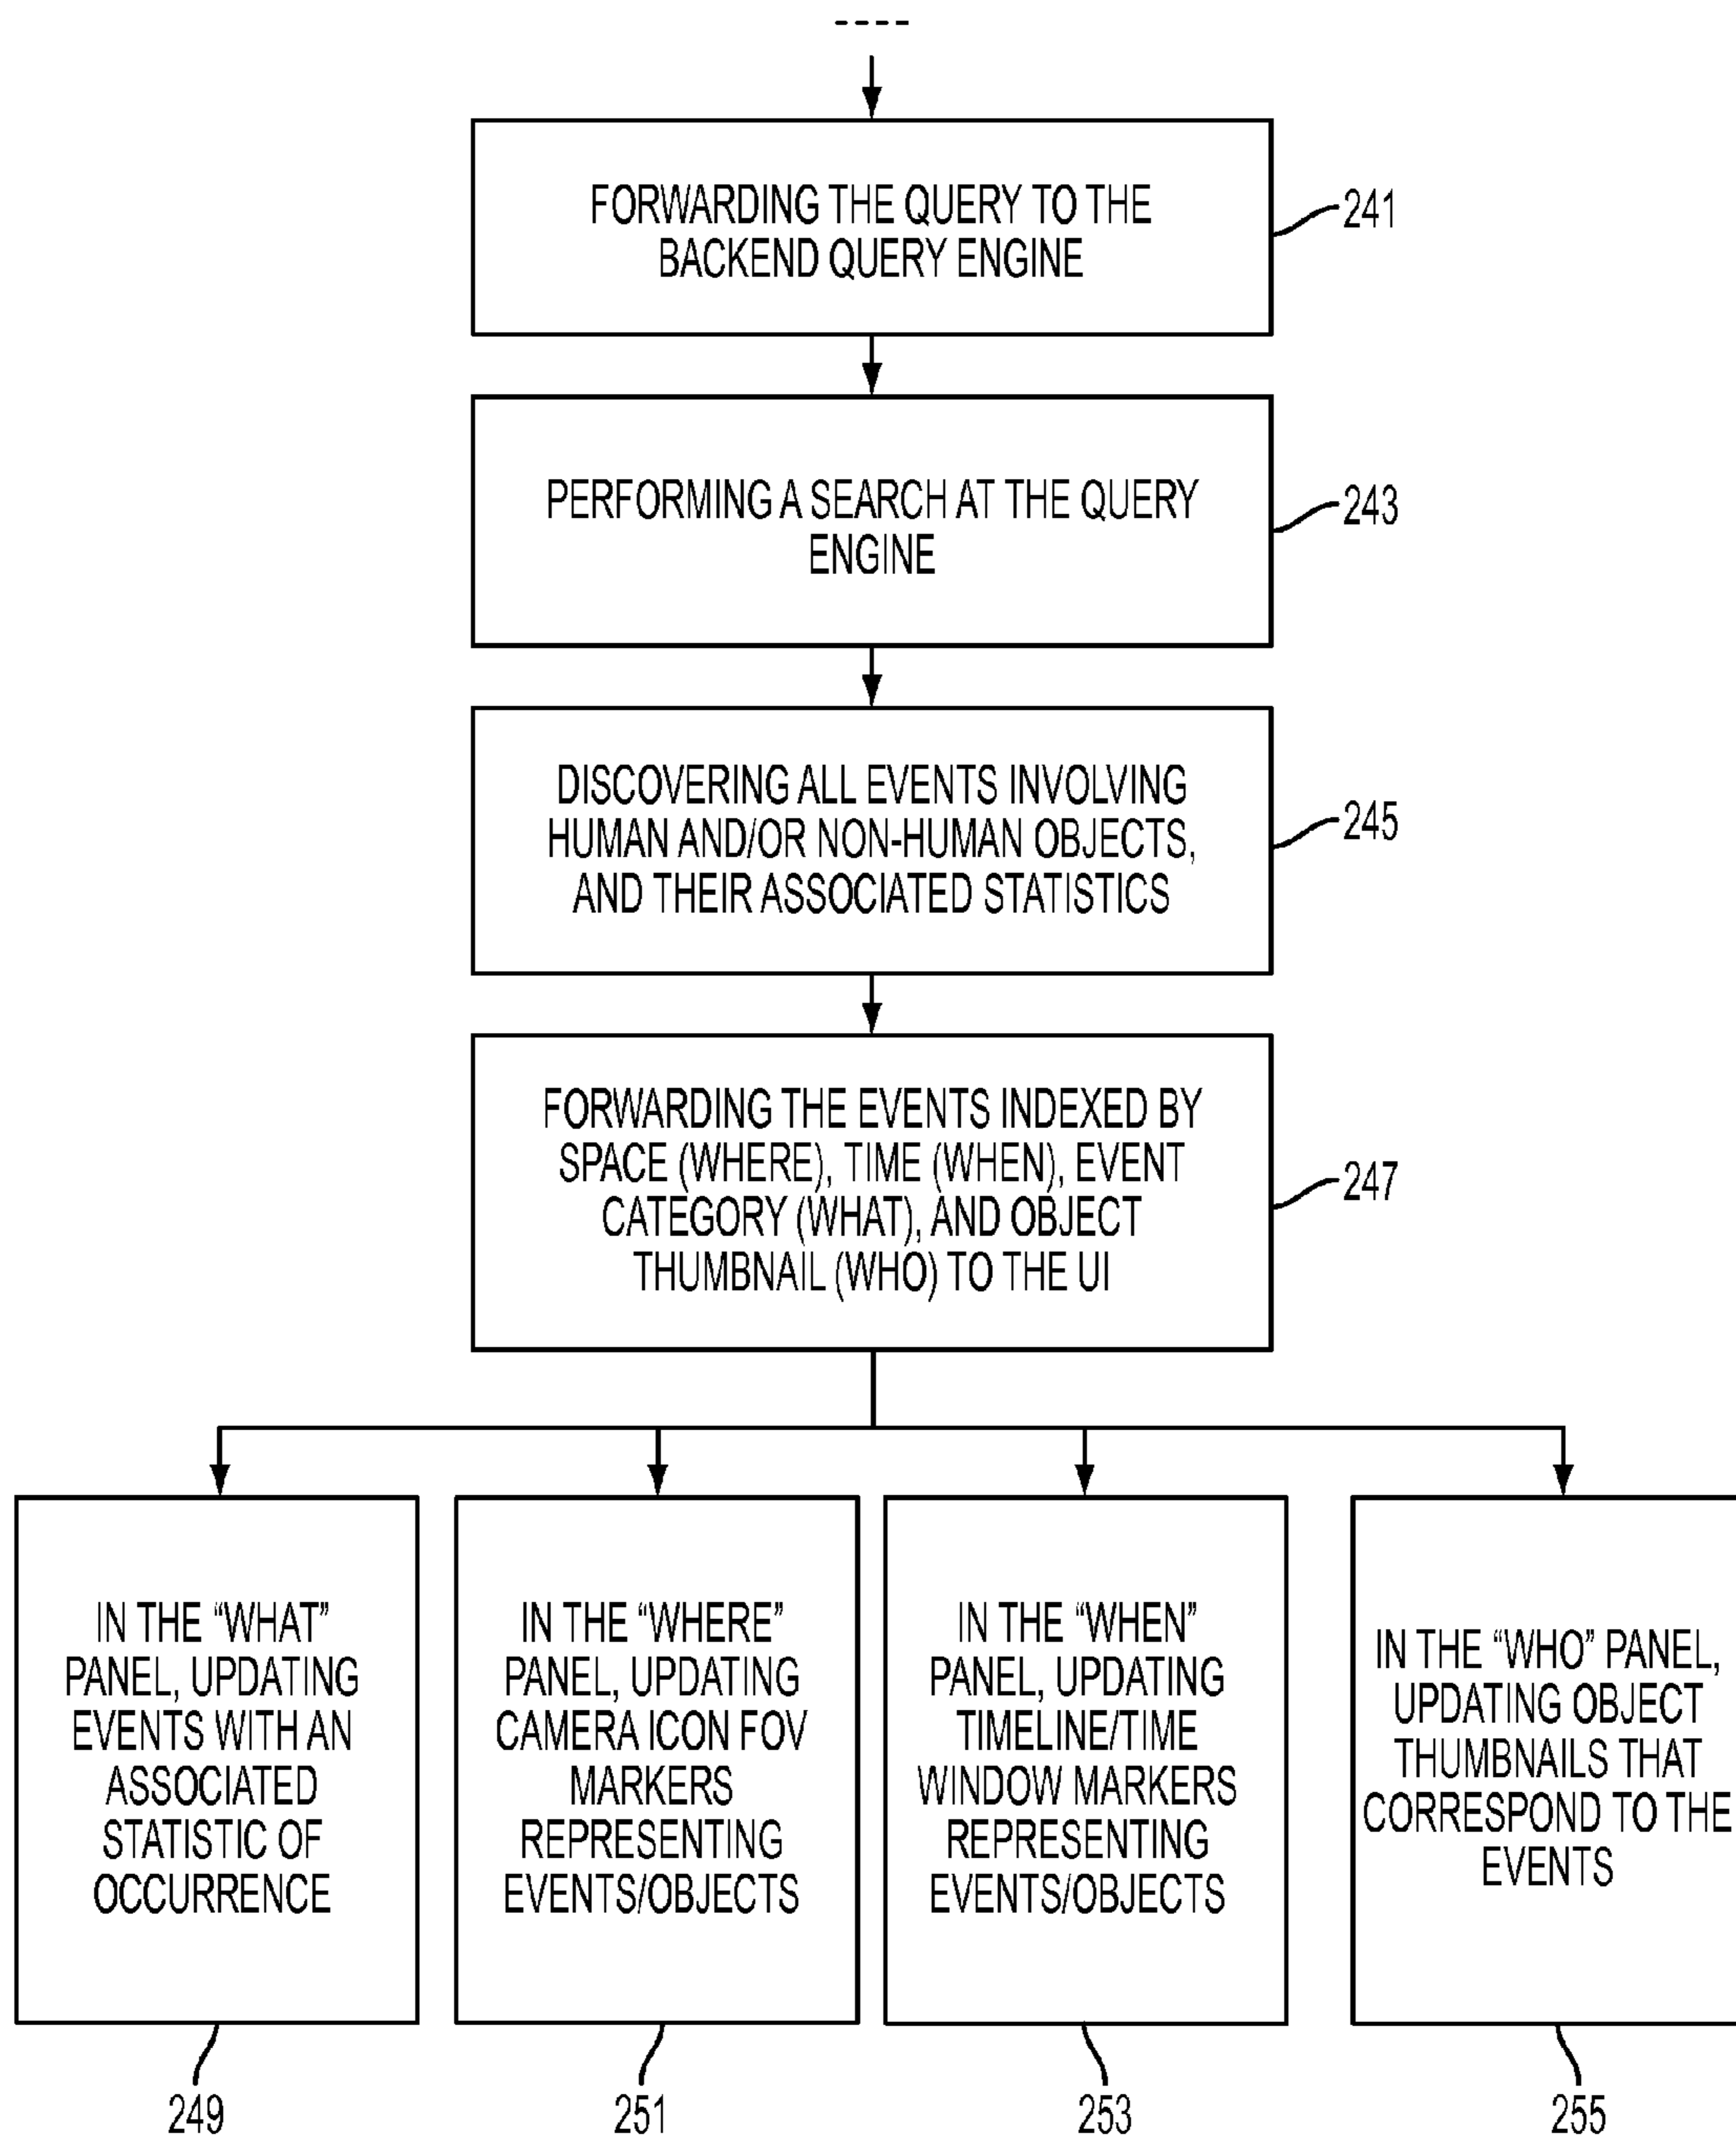 ----
FORWARDING THE QUERY TO THE
BACKEND QUERY ENGINE
241
PERFORMING A SEARCH AT THE QUERY
ENGINE
243
DISCOVERING ALL EVENTS INVOLVING
HUMAN AND/OR NON-HUMAN OBJECTS,
AND THEIR ASSOCIATED STATISTICS
245
FORWARDING THE EVENTS INDEXED BY
SPACE (WHERE), TIME (WHEN), EVENT
CATEGORY (WHAT), AND OBJECT
THUMBNAIL (WHO) TO THE UI
247
IN THE “WHAT”
PANEL, UPDATING
EVENTS WITH AN
ASSOCIATED
STATISTIC OF
OCCURRENCE
249
IN THE “WHERE”
PANEL, UPDATING
CAMERA ICON FOV
MARKERS
REPRESENTING
EVENTS/OBJECTS
251
IN THE “WHEN”
PANEL, UPDATING
TIMELINE/TIME
WINDOW MARKERS
REPRESENTING
EVENTS/OBJECTS
253
IN THE “WHO” PANEL,
UPDATING OBJECT
THUMBNAILS THAT
CORRESPOND TO THE
EVENTS
255